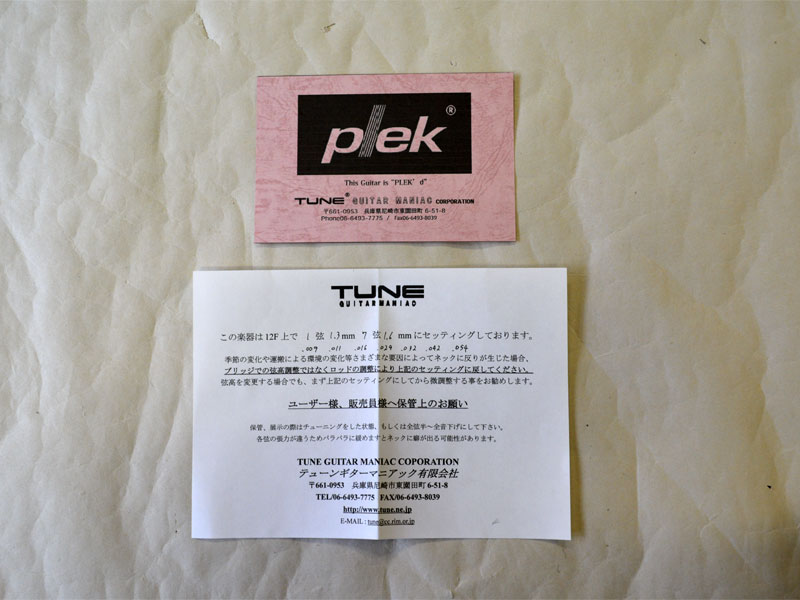 plek®
This Guitar is "PLEK' d"
TUNE® GUITAR MANIAC CORPORATION
〒661-0953 兵庫県尼崎市東園田町 6-51-8
Phone06-6493-7775 / Fax06-6493-8039
TUNE
GUITARMANIAC
この楽器は12F上で 1 弦 1.3mm 7 弦 1.6 mmにセッティングしております。
.009 .011 .016 .024 .032 .042 .054
季節の変化や運搬による環境の変化等さまざまな要因によってネックに反りが生じた場合、
ブリッジでの弦高調整ではなくロッドの調整により上記のセッティングに戻してください。
弦高を変更する場合でも、まず上記のセッティングにしてから微調整する事をお勧めします。
ユーザー様、販売員様へ保管上のお願い
保管、展示の際はチューニングをした状態、もしくは全弦半〜全音下げにして下さい。
各弦の張力が違うためバラバラに緩めますとネックに癖が出る可能性があります。
TUNE GUITAR MANIAC COPORATION
テューンギターマニアック有限会社
〒661-0953 兵庫県尼崎市東園田町 6-51-8
TEL/06-6493-7775 FAX/06-6493-8039
http://www.tune.ne.jp
E-MAIL : tune@cc.rim.or.jp